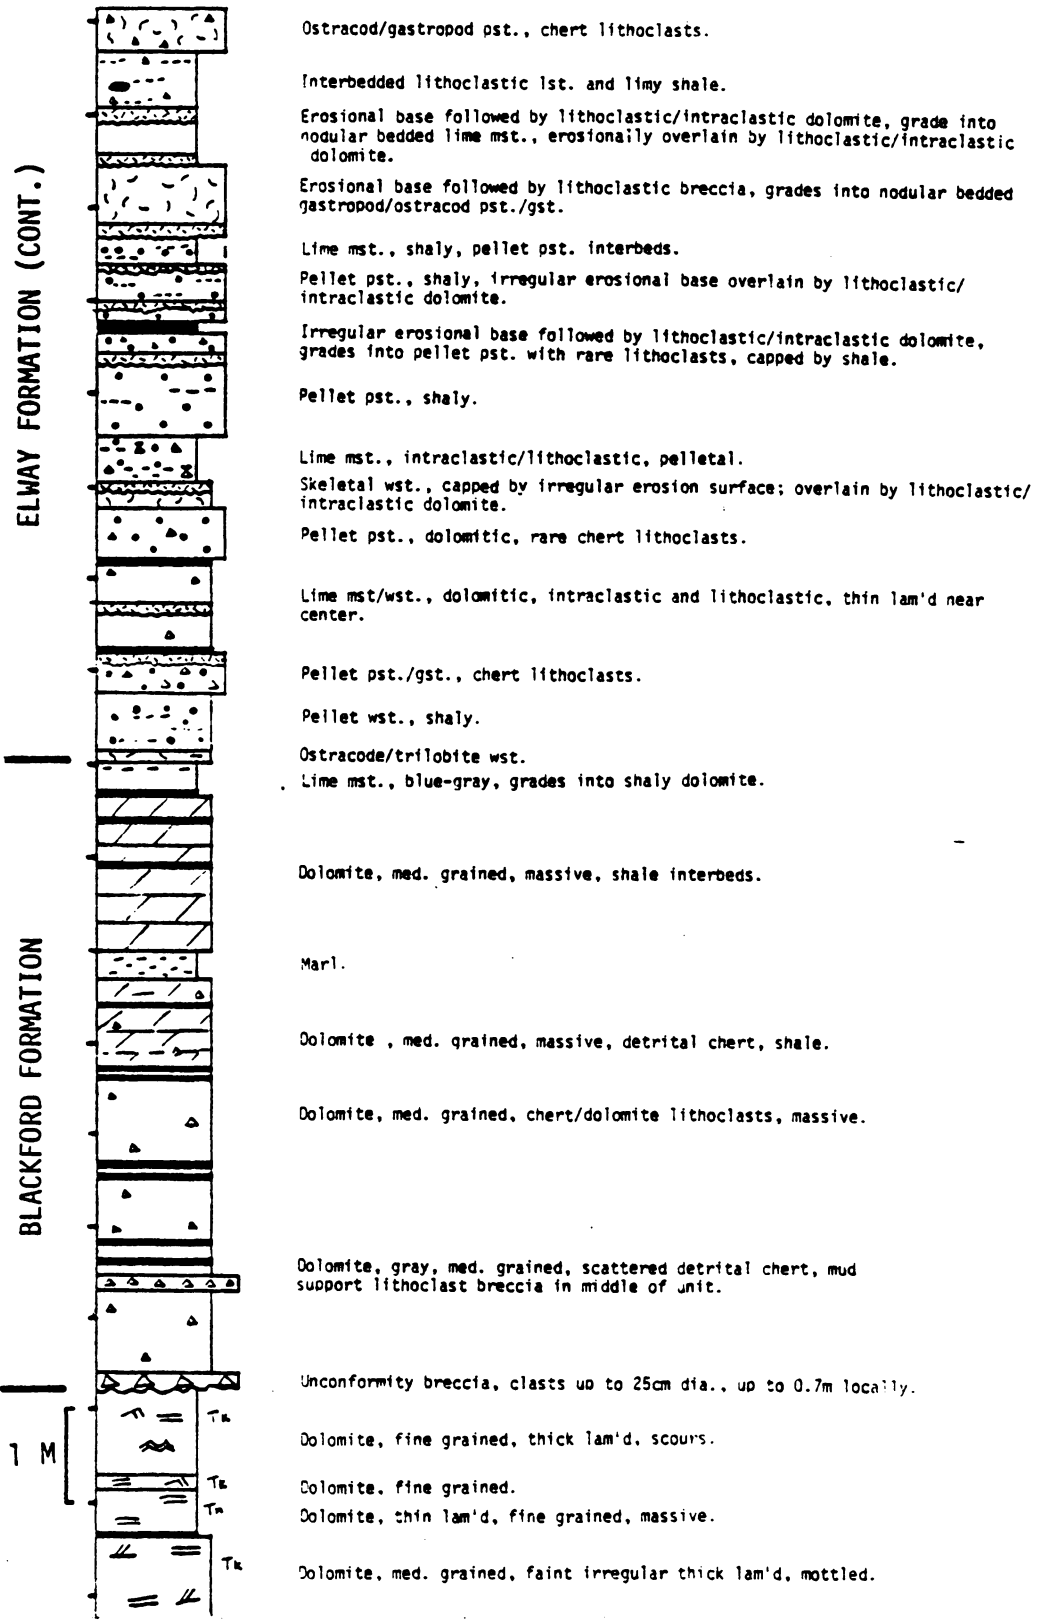 ELWAY FORMATION (CONT.)
Ostracod/gastropod pst., chert lithoclasts.
Interbedded lithoclastic lst. and limy shale.
Erosional base followed by lithoclastic/intraclastic dolomite, grade into
nodular bedded lime mst., erosionally overlain by lithoclastic/intraclastic
dolomite.
Erosional base followed by lithoclastic breccia, grades into nodular bedded
gastropod/ostracod pst./gst.
Lime mst., shaly, pellet pst. interbeds.
Pellet pst., shaly, irregular erosional base overlain by lithoclastic/
intraclastic dolomite.
Irregular erosional base followed by lithoclastic/intraclastic dolomite,
grades into pellet pst. with rare lithoclasts, capped by shale.
Pellet pst., shaly.
Lime mst., intraclastic/lithoclastic, pelletal.
Skeletal wst., capped by irregular erosion surface; overlain by lithoclastic/
intraclastic dolomite.
Pellet pst., dolomitic, rare chert lithoclasts.
Lime mst/wst., dolomitic, intraclastic and lithoclastic, thin lam'd near
center.
Pellet pst./gst., chert lithoclasts.
Pellet wst., shaly.
Ostracode/trilobite wst.
Lime mst., blue-gray, grades into shaly dolomite.
BLACKFORD FORMATION
Dolomite, med. grained, massive, shale interbeds.
Marl.
Dolomite , med. grained, massive, detrital chert, shale.
Dolomite, med. grained, chert/dolomite lithoclasts, massive.
Dolomite, gray, med. grained, scattered detrital chert, mud
support lithoclast breccia in middle of unit.
Unconformity breccia, clasts up to 25cm dia., up to 0.7m locally.
1 M
Tk
Dolomite, fine grained, thick lam'd, scours.
Tk
Dolomite. fine grained.
Tn
Dolomite, thin lam'd, fine grained, massive.
Tk
Dolomite, med. grained, faint irregular thick lam'd, mottled.